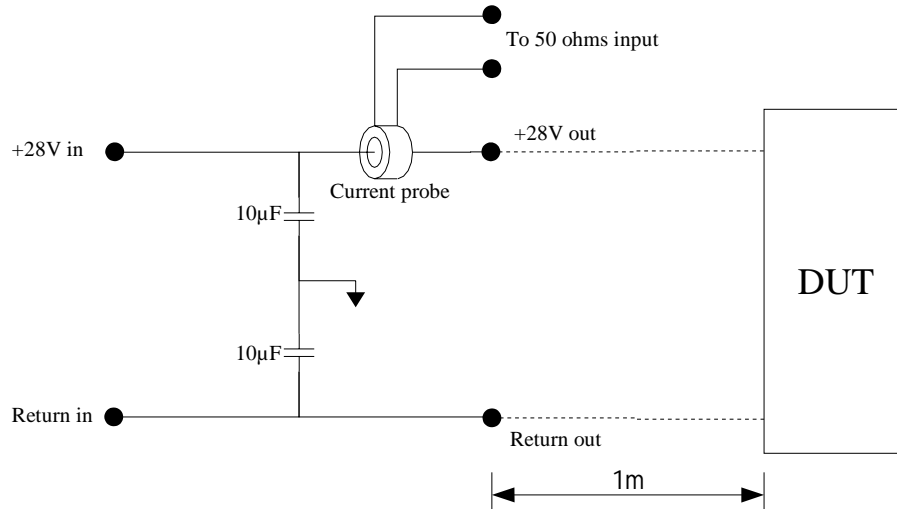 To 50 ohms input
+28V in
+28V out
Current probe
10µF
DUT
10µF
Return in
Return out
1m